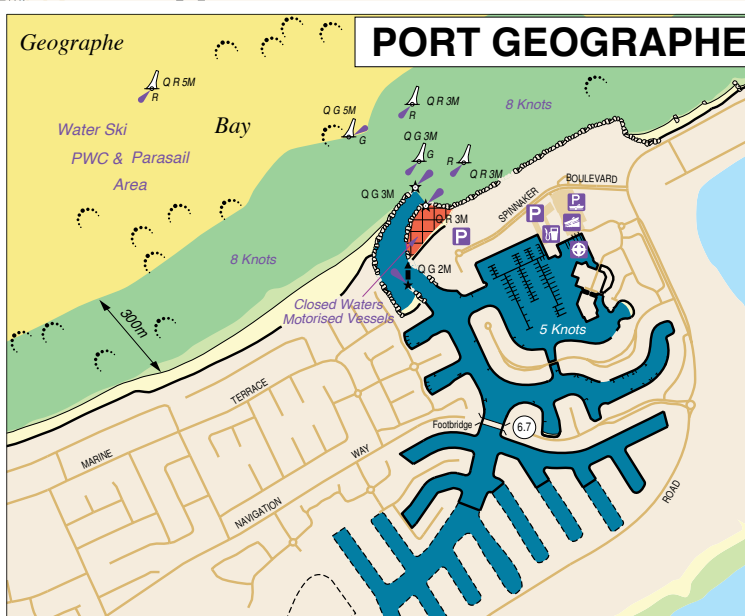 PORT GEOGRAPHE
Geographe
Bay
Q R 5M
R
Q G 5M
G
Q R 3M
R
8 Knots
Water Ski
PWC & Parasail
Area
Q G 3M
G
R
Q R 3M
Q G 3M
Q R 3M
P
SPINNAKER
BOULEVARD
P
P
8 Knots
Q G 2M
Closed Waters
Motorised Vessels
300m
5 Knots
TERRACE
MARINE
Footbridge
6.7
WAY
NAVIGATION
ROAD